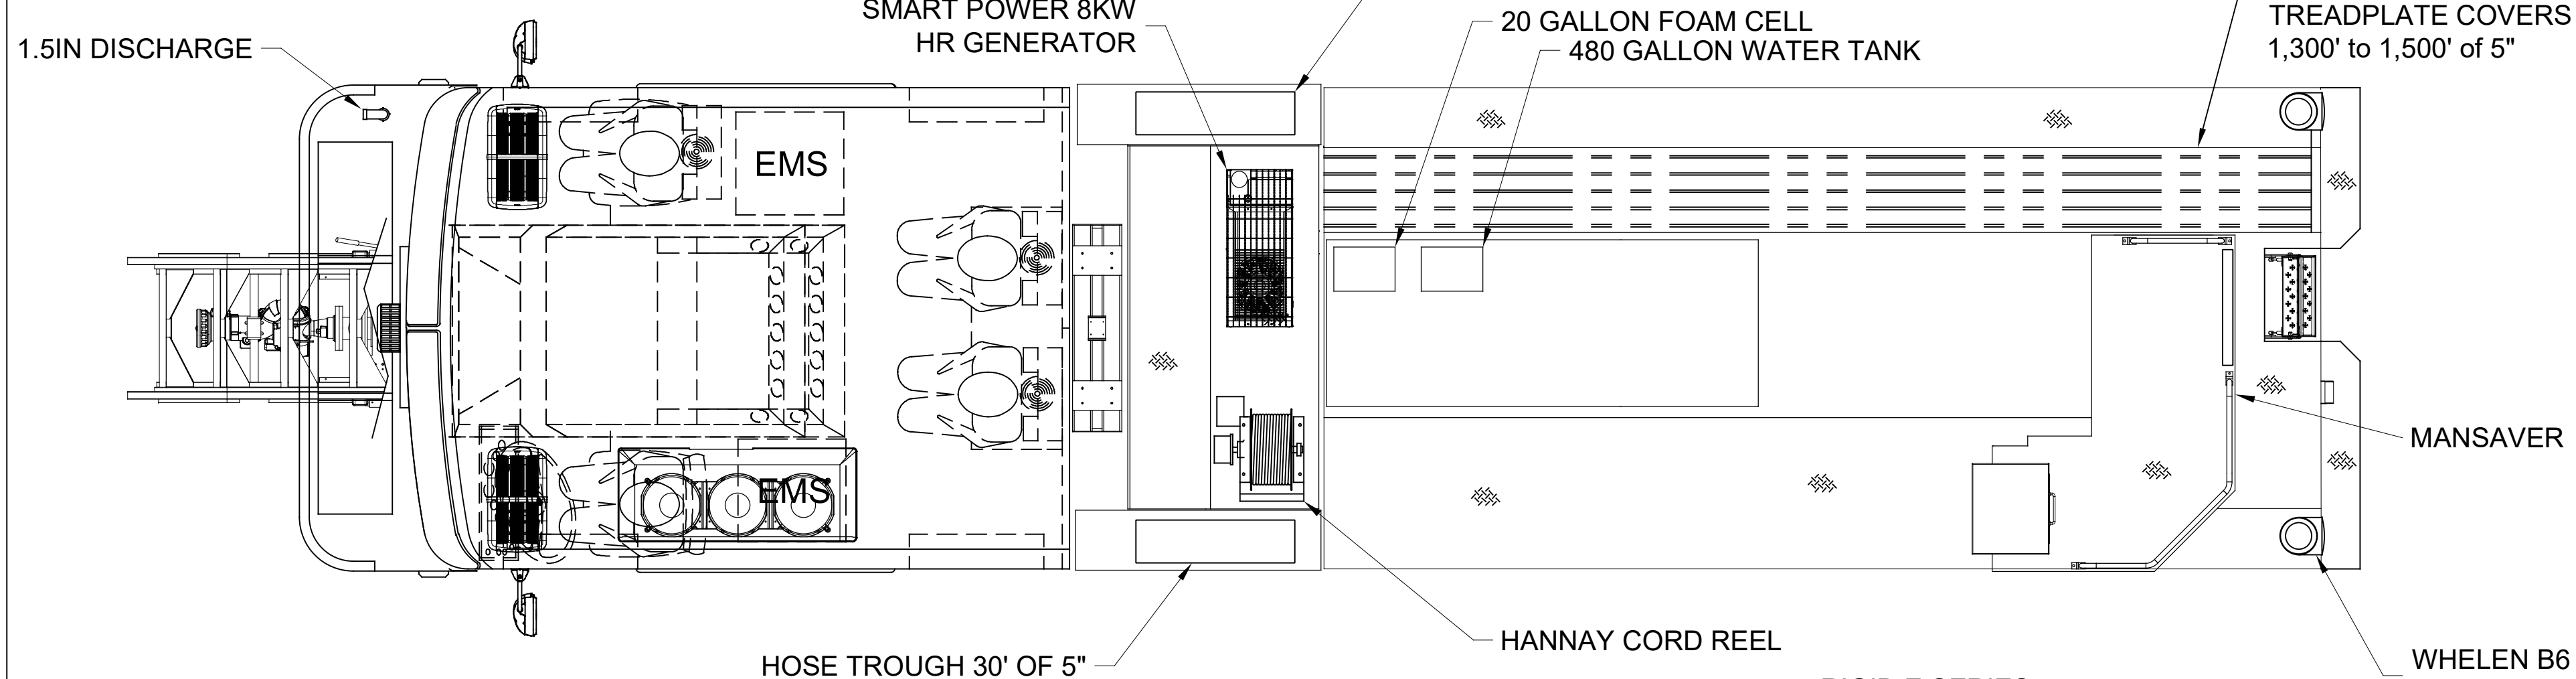 SMART POWER 8KW
HR GENERATOR
1.5IN DISCHARGE
20 GALLON FOAM CELL
480 GALLON WATER TANK
TREADPLATE COVERS
1,300' to 1,500' of 5"
EMS
EMS
MANSAVER
HANNAY CORD REEL
HOSE TROUGH 30' OF 5"
WHELEN B6